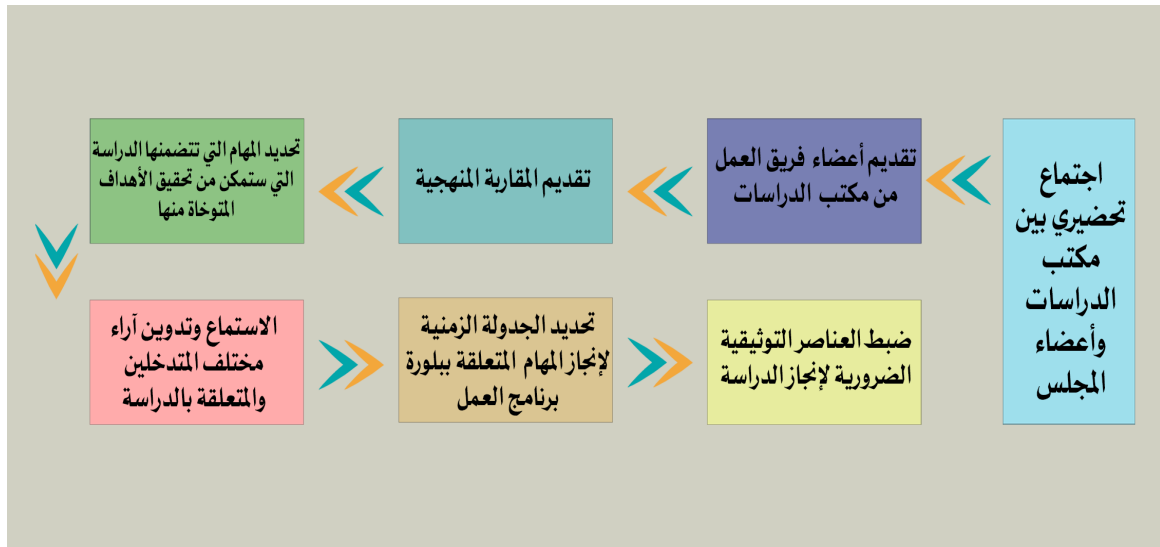 اجتماع
تحضيري بين
مكتب
الدراسات
وأعضاء
المجلس
تقديم أعضاء فريق العمل
من مكتب الدراسات
تقديم المقاربة المنهجية
تحديد المهام التي تتضمنها الدراسة
التي ستمكن من تحقيق الأهداف
المتوخاة منها
الاستماع وتدوين آراء
مختلف المتدخلين
والمتعلقة بالدراسة
تحديد الجدولة الزمنية
لإنجاز المهام المتعلقة ببلورة
برنامج العمل
ضبط العناصر التوثيقية
الضرورية لإنجاز الدراسة